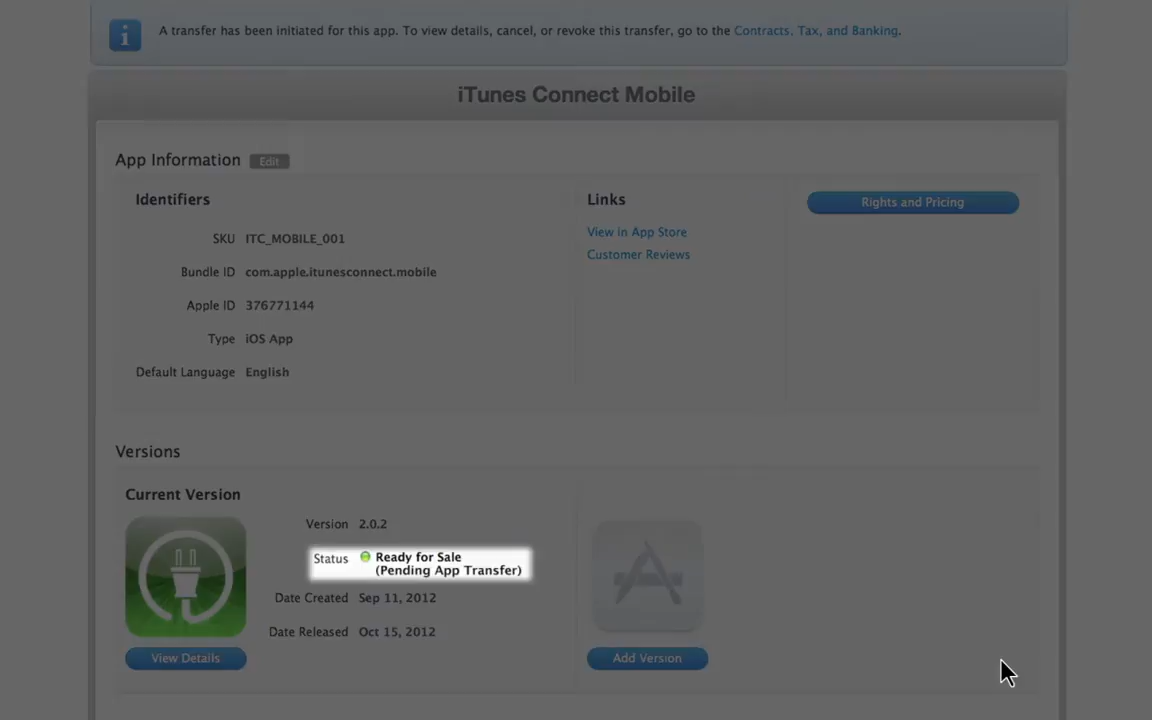 A transfer has been initiated for this app. To view details, cancel, or revoke this transfer, go to the Contracts, Tax, and Banking.
iTunes Connect Mobile
App Information Edit
Identifiers
SKU ITC_MOBILE_001
Bundle ID com.apple.itunesconnect.mobile
Apple ID 376771144
Type iOS App
Default Language English
Links
View in App Store
Customer Reviews
Rights and Pricing
Versions
Current Version
Version 2.0.2
Status Ready for Sale
(Pending App Transfer)
Date Created Sep 11, 2012
Date Released Oct 15, 2012
View Details
Add Version